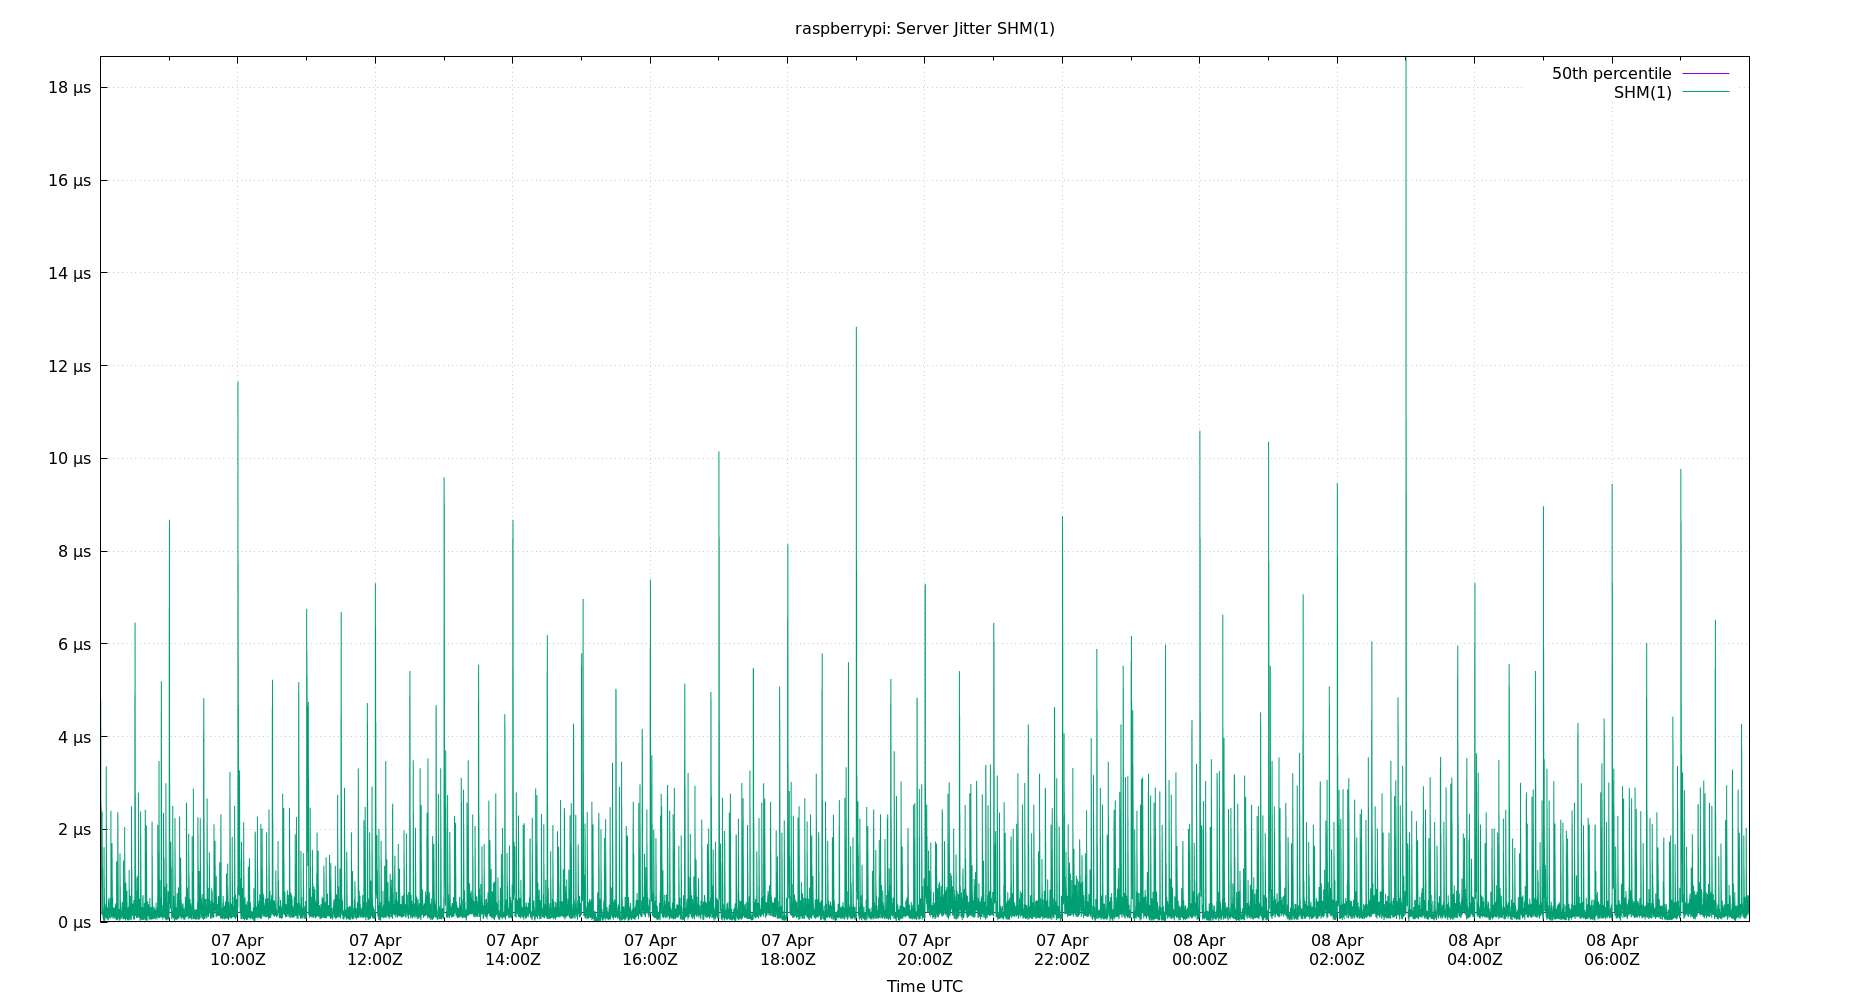 raspberrypi: Server Jitter SHM(1)
50th percentile
SHM(1)
18 µs
16 µs
14 µs
12 µs
10 µs
8 µs
6 µs
4 µs
2 µs
0 µs
07 Apr 07 Apr 07 Apr 07 Apr 07 Apr 07 Apr 07 Apr 08 Apr 08 Apr 08 Apr 08 Apr
10:00Z 12:00Z 14:00Z 16:00Z 18:00Z 20:00Z 22:00Z 00:00Z 02:00Z 04:00Z 06:00Z
Time UTC